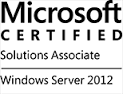 Microsoft
CERTIFIED
Solutions Associate
Windows Server 2012